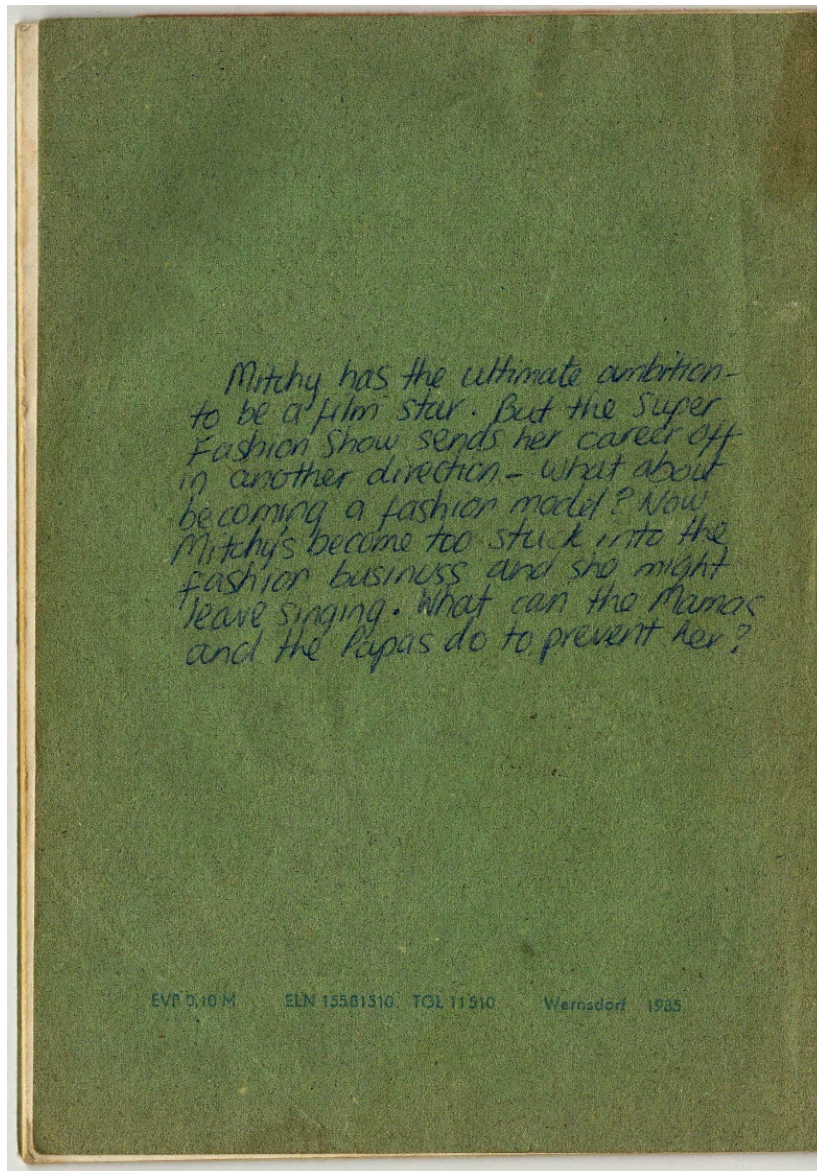 Mitchy has the ultimate ambition-
to be a film star. But the Super
Fashion Show sends her career off
in another direction - what about
becoming a fashion model? Now
Mitchy's become too stuck into the
fashion businuss and she might
leave singing. What can the Mamas
and the Papas do to prevent her?
EVP 0,10 M ELN 15581510 TGL 11510 Wernsdorf 1985